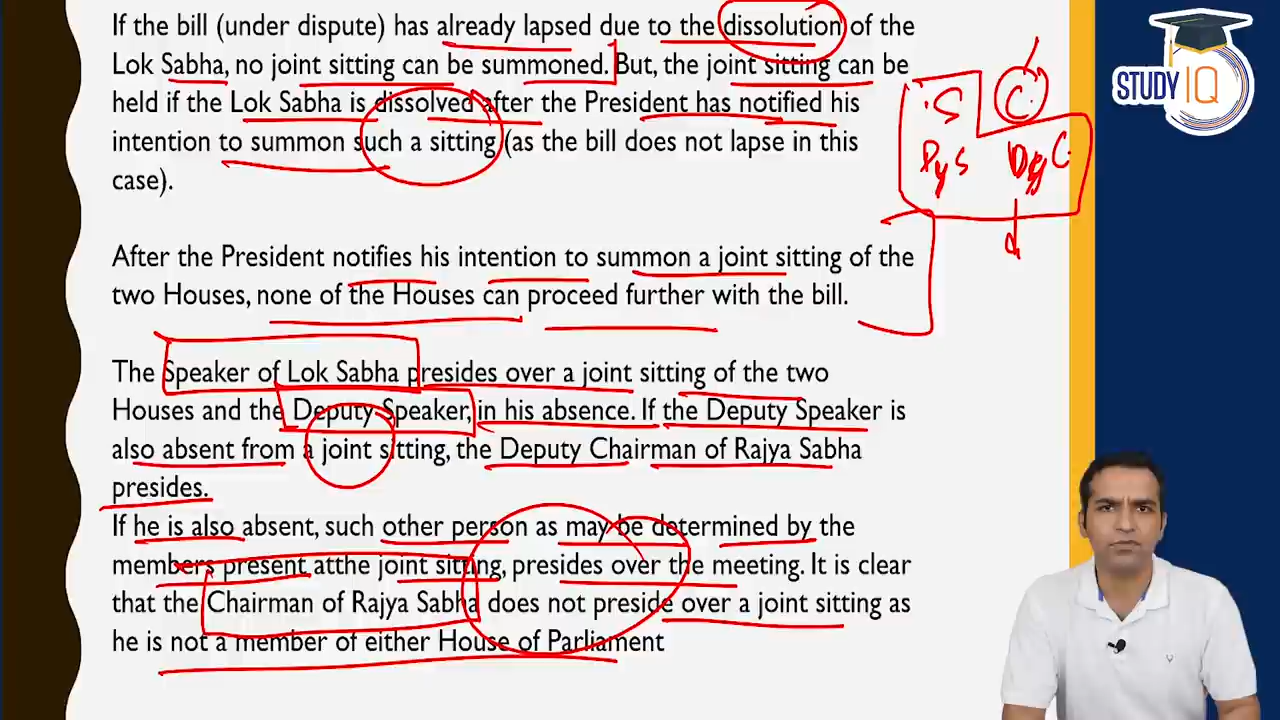 If the bill (under dispute) has already lapsed due to the dissolution of the
Lok Sabha, no joint sitting can be summoned. But, the joint sitting can be
held if the Lok Sabha is dissolved after the President has notified his
intention to summon such a sitting (as the bill does not lapse in this
case).
After the President notifies his intention to summon a joint sitting of the
two Houses, none of the Houses can proceed further with the bill.
The Speaker of Lok Sabha presides over a joint sitting of the two
Houses and the Deputy Speaker, in his absence. If the Deputy Speaker is
also absent from a joint sitting, the Deputy Chairman of Rajya Sabha
presides.
If he is also absent, such other person as may be determined by the
members present atthe joint sitting, presides over the meeting. It is clear
that the Chairman of Rajya Sabha does not preside over a joint sitting as
he is not a member of either House of Parliament
STUDY IQ
S C